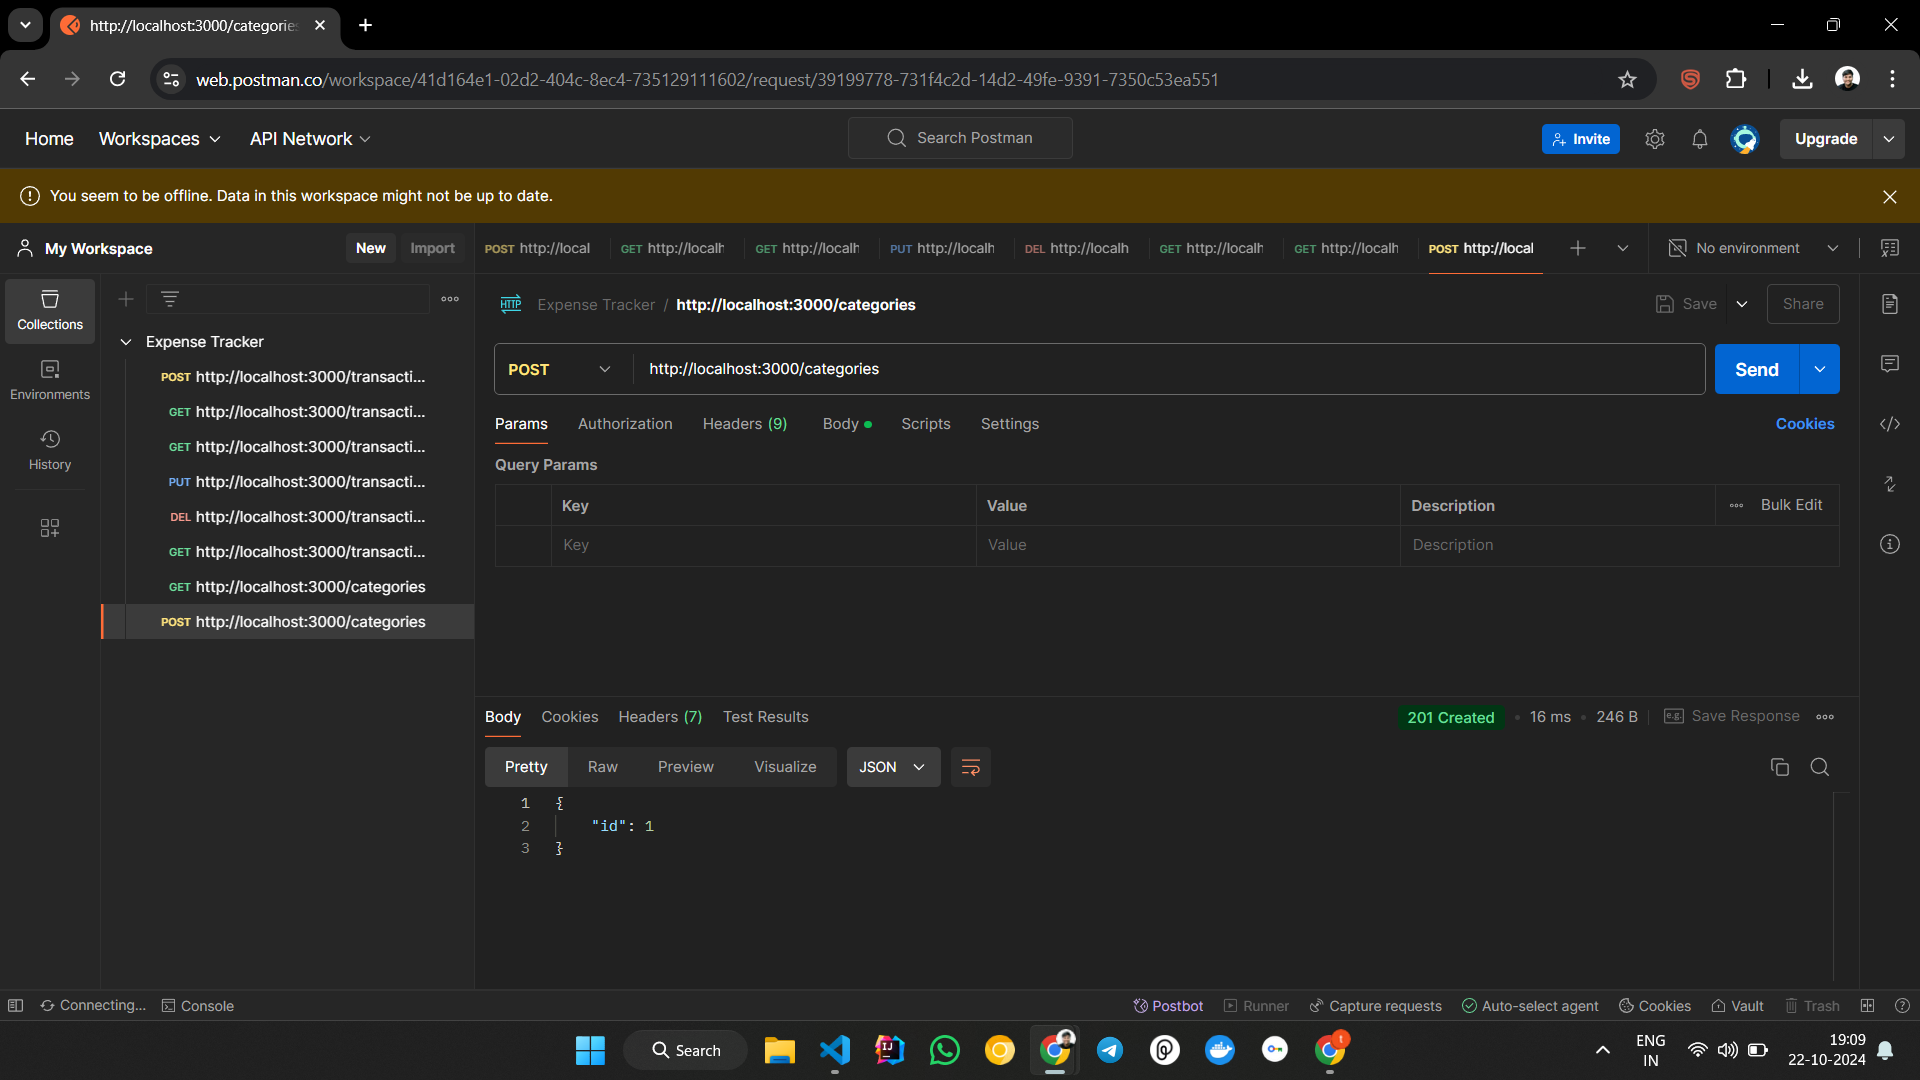 http://localhost:3000/categories
web.postman.co/workspace/41d164e1-02d2-404c-8ec4-735129111602/request/39199778-731f4c2d-14d2-49fe-9391-7350c53ea551
Home Workspaces API Network Search Postman Invite Upgrade
You seem to be offline. Data in this workspace might not be up to date.
My Workspace New Import
POST http://local GET http://localh GET http://localh PUT http://localh DEL http://localh GET http://localh GET http://localh POST http://local No environment
Collections
Environments
History
Expense Tracker
POST http://localhost:3000/transacti...
GET http://localhost:3000/transacti...
GET http://localhost:3000/transacti...
PUT http://localhost:3000/transacti...
DEL http://localhost:3000/transacti...
GET http://localhost:3000/transacti...
GET http://localhost:3000/categories
POST http://localhost:3000/categories
HTTP Expense Tracker / http://localhost:3000/categories Save Share
POST http://localhost:3000/categories Send
Params Authorization Headers (9) Body Scripts Settings Cookies
Query Params
Key Value Description Bulk Edit
Key Value Description
Body Cookies Headers (7) Test Results 201 Created 16 ms 246 B e.g. Save Response
Pretty Raw Preview Visualize JSON
1 {
2 "id": 1
3 }
Connecting... Console Postbot Runner Capture requests Auto-select agent Cookies Vault Trash
Search IJ t ENG IN 19:09
22-10-2024